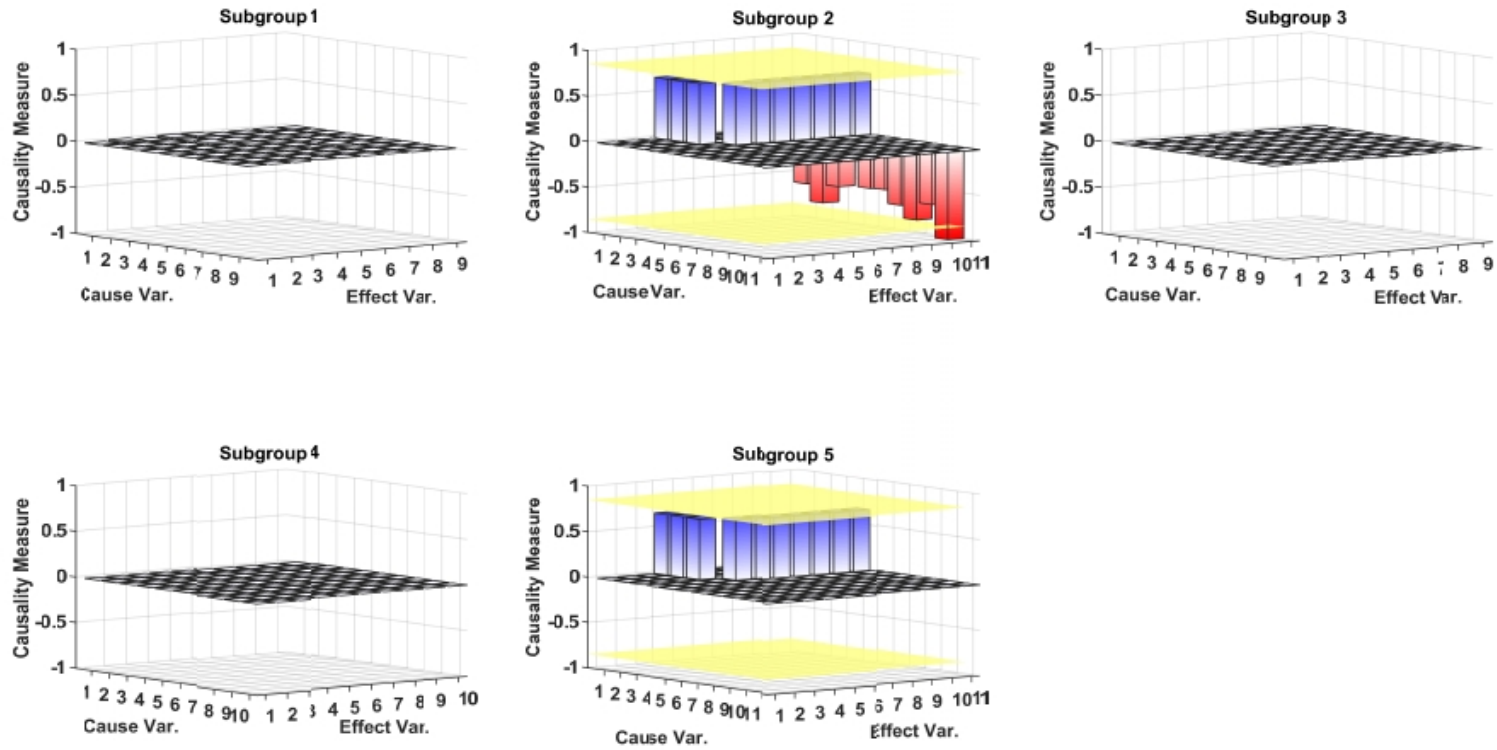 Subgroup 1
1
0.5
0
-0.5
-1
Causality Measure
1 2 3 4 5 6 7 8 9
Cause Var.
1 2 3 4 5 6 7 8 9
Effect Var.
Subgroup 2
1
0.5
0
-0.5
-1
Causality Measure
1 2 3 4 5 6 7 8 9 10 11
Cause Var.
1 2 3 4 5 6 7 8 9 10 11
Effect Var.
Subgroup 3
1
0.5
0
-0.5
-1
Causality Measure
1 2 3 4 5 6 7 8 9
Cause Var.
1 2 3 4 5 6 7 8 9
Effect Var.
Subgroup 4
1
0.5
0
-0.5
-1
Causality Measure
1 2 3 4 5 6 7 8 9 10
Cause Var.
1 2 3 4 5 6 7 8 9 10
Effect Var.
Subgroup 5
1
0.5
0
-0.5
-1
Causality Measure
1 2 3 4 5 6 7 8 9 10 11
Cause Var.
1 2 3 4 5 6 7 8 9 10 11
Effect Var.